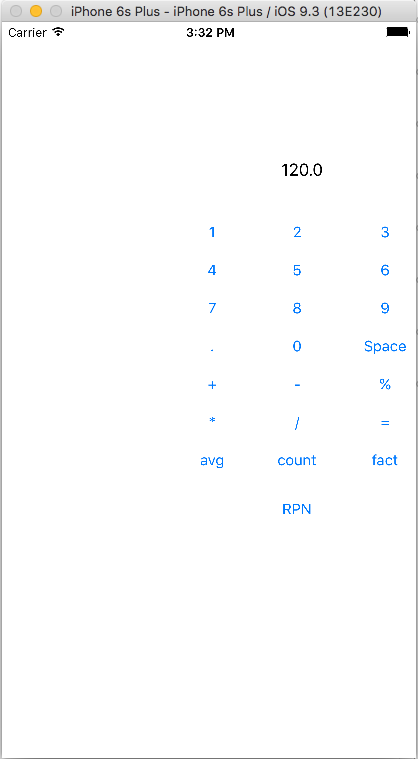 iPhone 6s Plus - iPhone 6s Plus / iOS 9.3 (13E230)
Carrier 3:32 PM
120.0
1 2 3
4 5 6
7 8 9
. 0 Space
+ - %
* / =
avg count fact
RPN